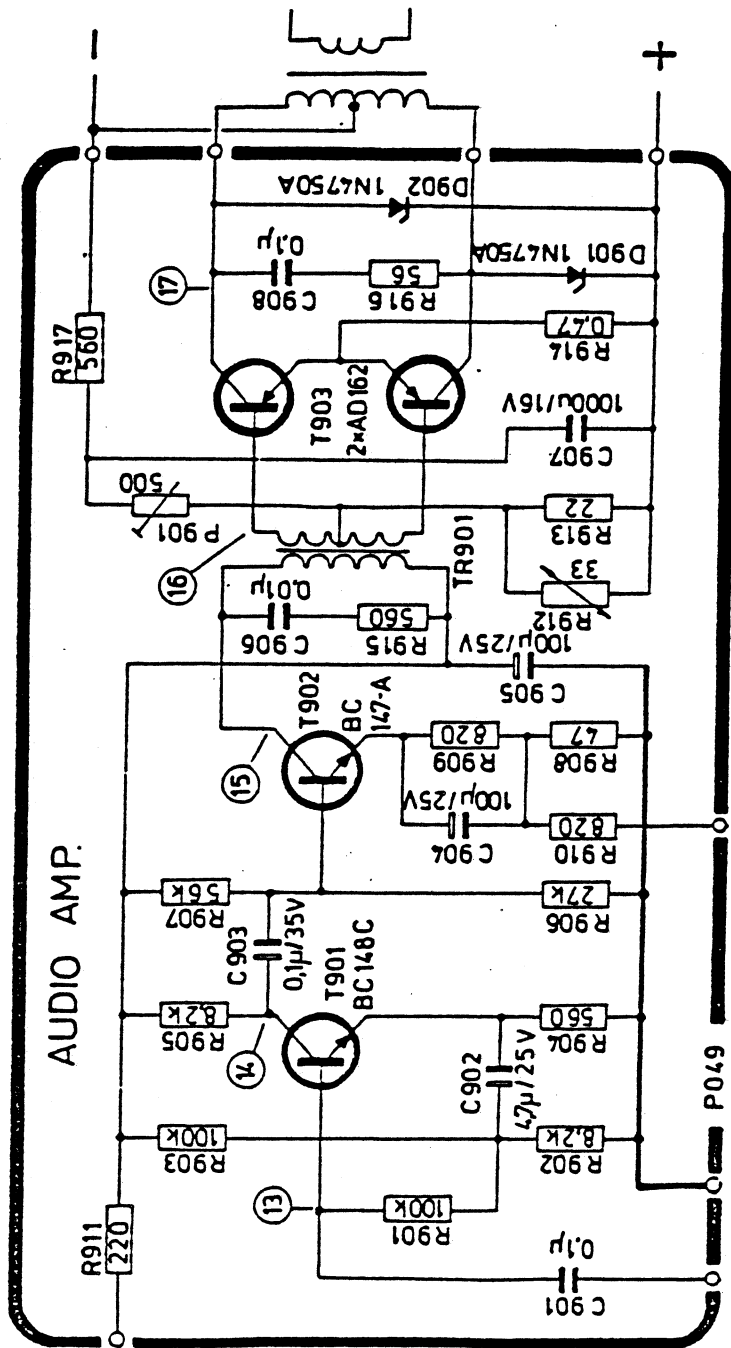 AUDIO AMP.
−
+
D902 1N4750A
D901 1N4750A
17
0,1µ
C908
56
R916
0,47
R914
R917
560
T903
2×AD162
1000u/16V
C907
500
P901
16
TR901
22
R913
33
R912
0,01µ
C906
560
R915
100µ/25V
C905
T902
BC
147-A
15
820
R909
47
R908
100µ/25V
C904
820
R910
56k
R907
27k
R906
C903
0,1µ/35V
T901
BC148C
8,2k
R905
14
560
R904
C902
4,7µ/25V
100k
R903
8,2k
R902
13
100k
R901
R911
220
0,1µ
C901
P049